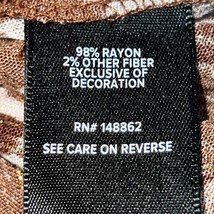 98% RAYON
2% OTHER FIBER
EXCLUSIVE OF
DECORATION
RN# 148862
SEE CARE ON REVERSE